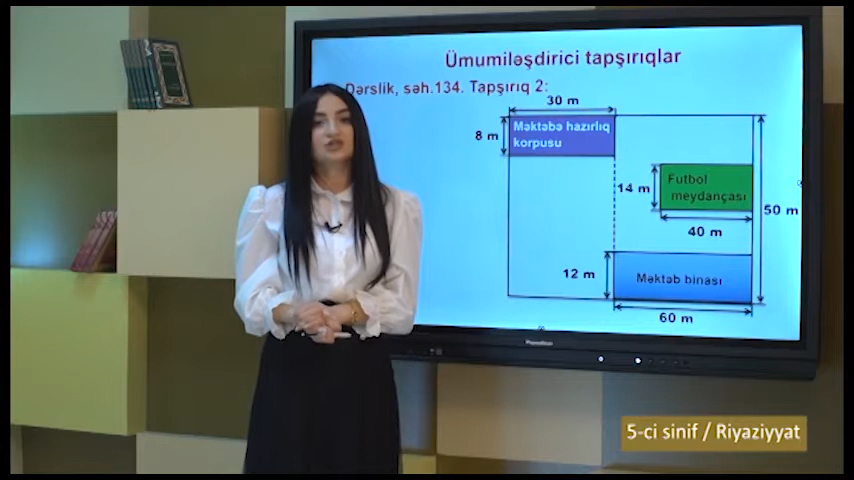 Ümumiləşdirici tapşırıqlar
Dərslik, səh.134. Tapşırıq 2:
30 m
8 m
Məktəbə hazırlıq
korpusu
14 m
Futbol
meydançası
50 m
40 m
12 m
Məktəb binası
60 m
5-ci sinif / Riyaziyyat